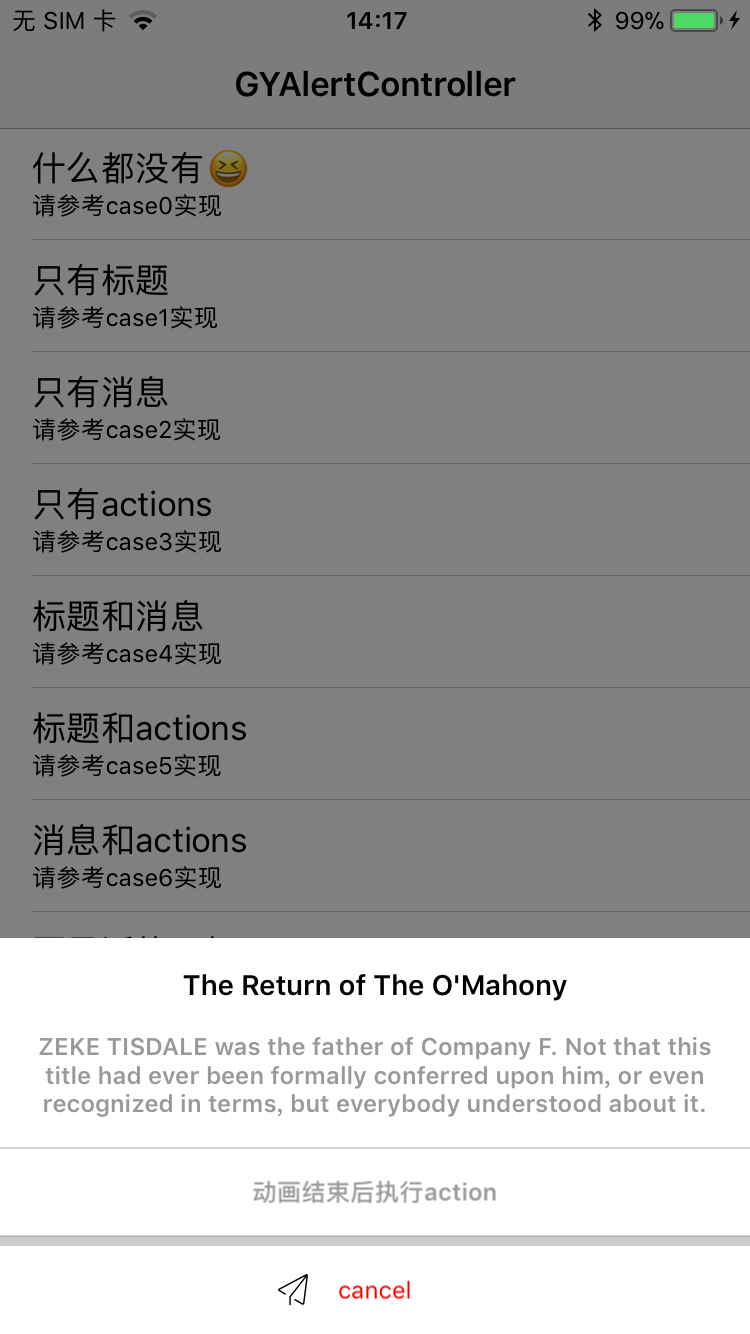 无 SIM 卡 14:17 99%
GYAlertController
什么都没有😆
请参考case0实现
只有标题
请参考case1实现
只有消息
请参考case2实现
只有actions
请参考case3实现
标题和消息
请参考case4实现
标题和actions
请参考case5实现
消息和actions
请参考case6实现
The Return of The O'Mahony
ZEKE TISDALE was the father of Company F. Not that this
title had ever been formally conferred upon him, or even
recognized in terms, but everybody understood about it.
动画结束后执行action
cancel